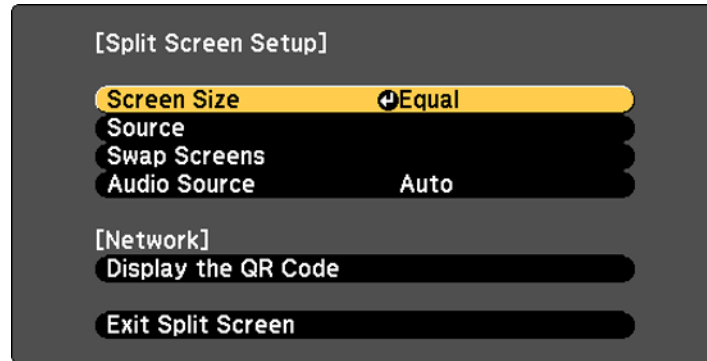 [Split Screen Setup]
Screen Size Equal
Source
Swap Screens
Audio Source Auto
[Network]
Display the QR Code
Exit Split Screen